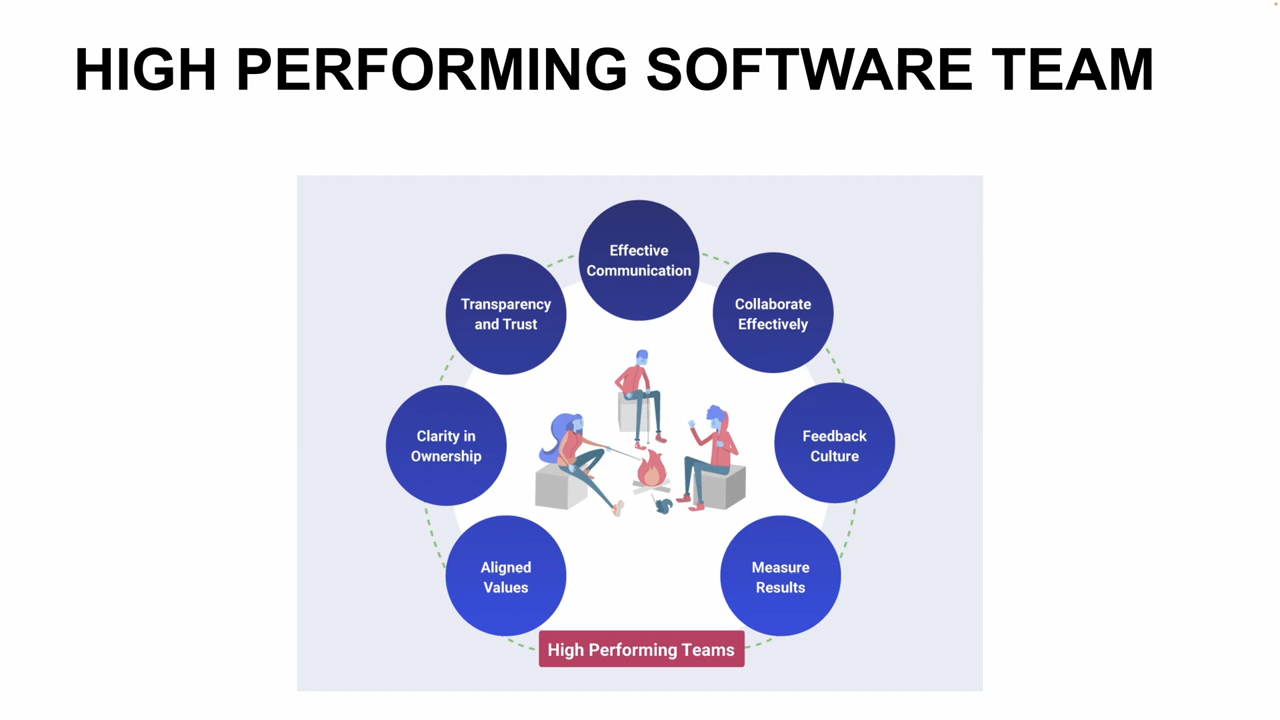 HIGH PERFORMING SOFTWARE TEAM
Effective
Communication
Transparency
and Trust
Collaborate
Effectively
Clarity in
Ownership
Feedback
Culture
Aligned
Values
Measure
Results
High Performing Teams